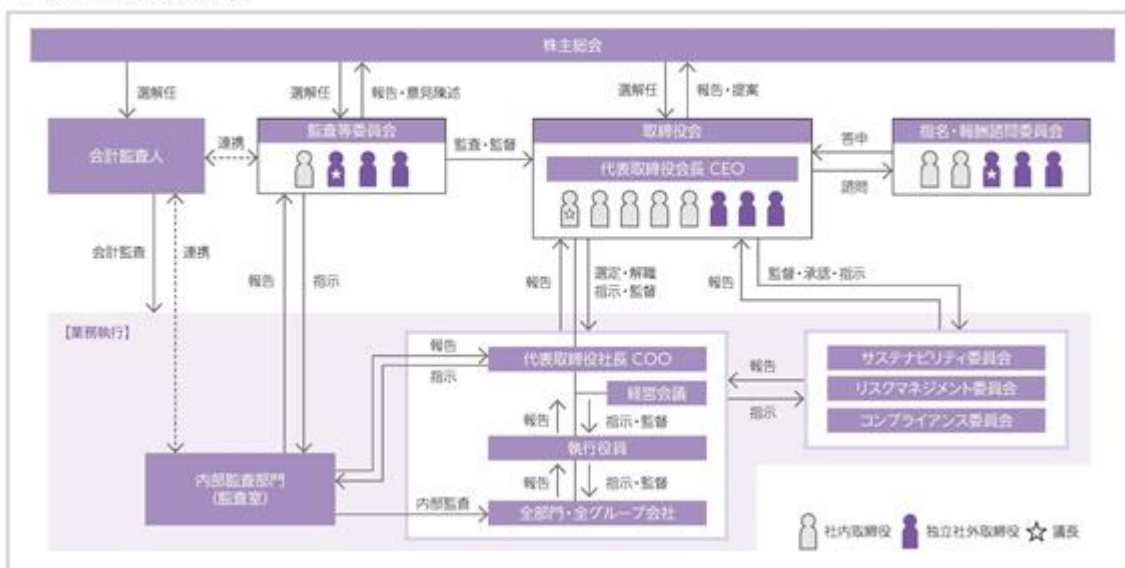 株主総会
選解任
選解任
報告・意見陳述
選解任
報告・提案
会計監査人
連携
監査等委員会
監査・監督
取締役会
代表取締役会長 CEO
答申
諮問
指名・報酬諮問委員会
会計監査
連携
報告
指示
報告
選定・解職
指示・監督
報告
監督・承認・指示
【業務執行】
報告
指示
代表取締役社長 COO
経営会議
報告
指示・監督
執行役員
報告
指示・監督
内部監査
全部門・全グループ会社
内部監査部門
(監査室)
報告
指示
サステナビリティ委員会
リスクマネジメント委員会
コンプライアンス委員会
社内取締役
独立社外取締役
議長